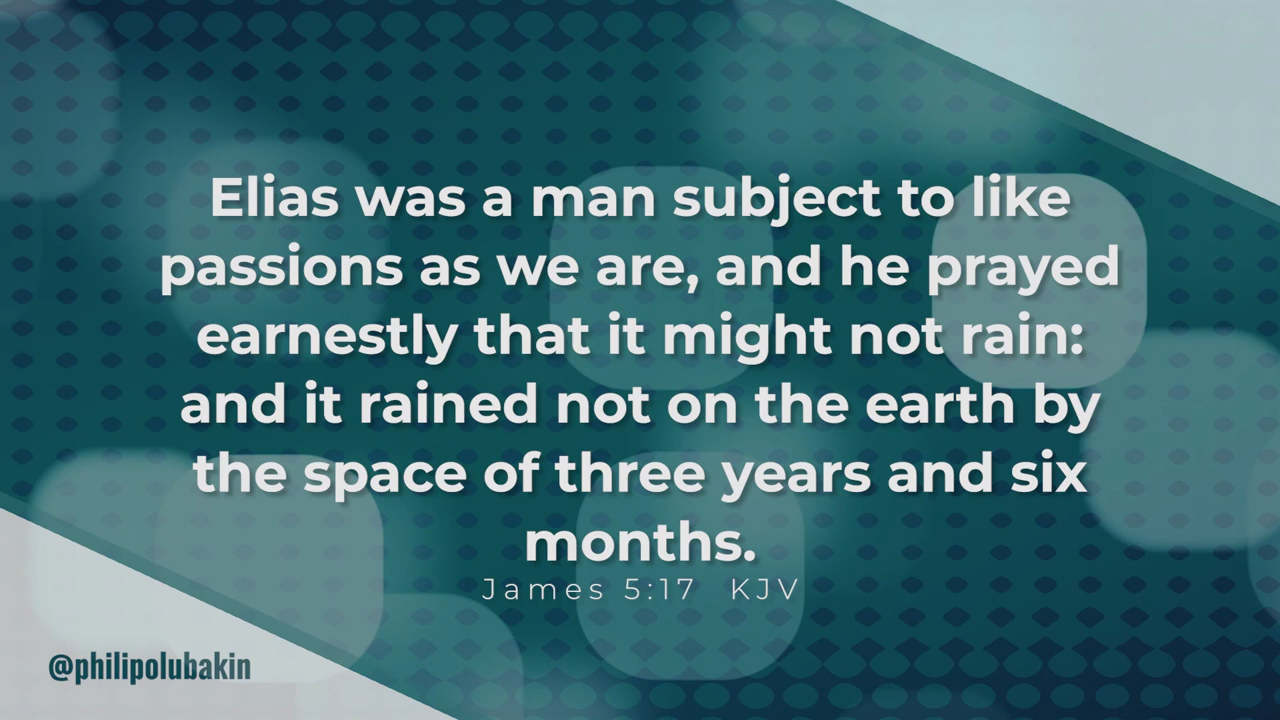 Elias was a man subject to like
passions as we are, and he prayed
earnestly that it might not rain:
and it rained not on the earth by
the space of three years and six
months.
James 5:17 KJV
@philipolubakin